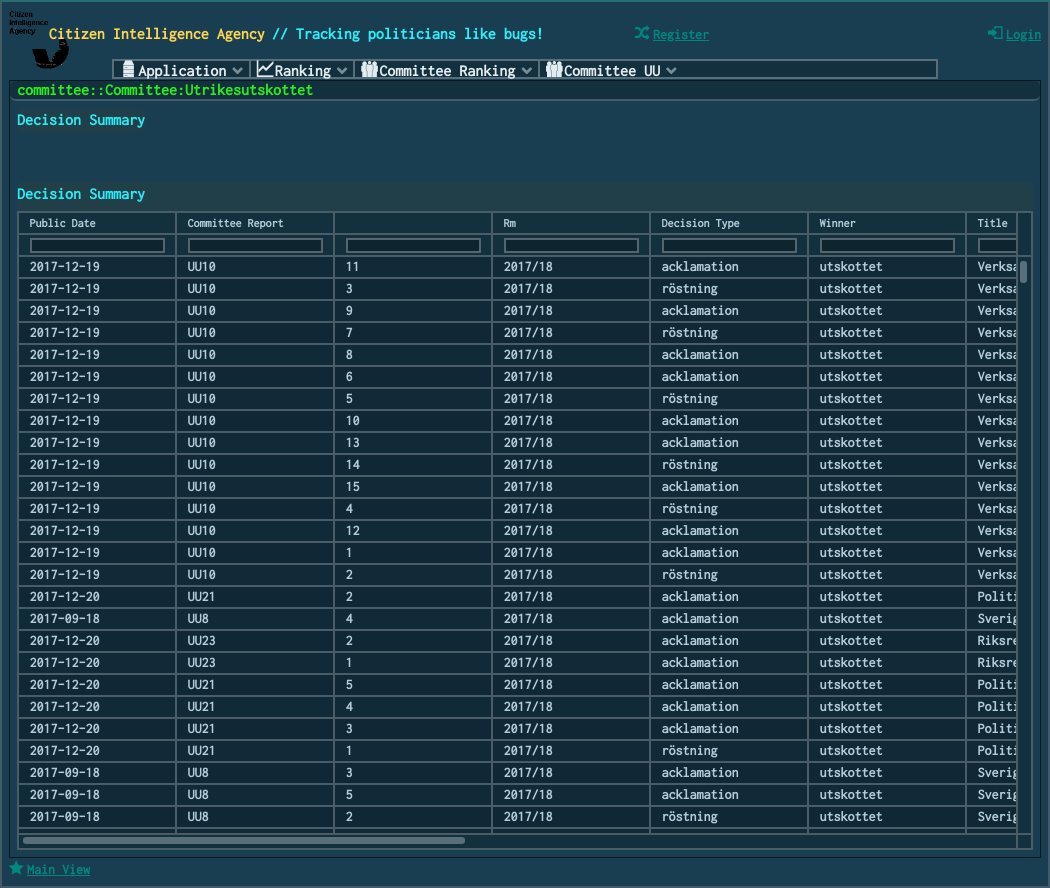 Citizen
Intelligence
Agency
Citizen Intelligence Agency // Tracking politicians like bugs!
Register
Login
Application Ranking Committee Ranking Committee UU
committee::Committee:Utrikesutskottet
Decision Summary
Decision Summary
Public Date Committee Report Rm Decision Type Winner Title
2017-12-19 UU10 11 2017/18 acklamation utskottet Verksa
2017-12-19 UU10 3 2017/18 röstning utskottet Verksa
2017-12-19 UU10 9 2017/18 acklamation utskottet Verksa
2017-12-19 UU10 7 2017/18 röstning utskottet Verksa
2017-12-19 UU10 8 2017/18 acklamation utskottet Verksa
2017-12-19 UU10 6 2017/18 acklamation utskottet Verksa
2017-12-19 UU10 5 2017/18 röstning utskottet Verksa
2017-12-19 UU10 10 2017/18 acklamation utskottet Verksa
2017-12-19 UU10 13 2017/18 acklamation utskottet Verksa
2017-12-19 UU10 14 2017/18 röstning utskottet Verksa
2017-12-19 UU10 15 2017/18 acklamation utskottet Verksa
2017-12-19 UU10 4 2017/18 röstning utskottet Verksa
2017-12-19 UU10 12 2017/18 acklamation utskottet Verksa
2017-12-19 UU10 1 2017/18 acklamation utskottet Verksa
2017-12-19 UU10 2 2017/18 röstning utskottet Verksa
2017-12-20 UU21 2 2017/18 acklamation utskottet Politi
2017-09-18 UU8 4 2017/18 acklamation utskottet Sverig
2017-12-20 UU23 2 2017/18 acklamation utskottet Riksre
2017-12-20 UU23 1 2017/18 acklamation utskottet Riksre
2017-12-20 UU21 5 2017/18 acklamation utskottet Politi
2017-12-20 UU21 4 2017/18 acklamation utskottet Politi
2017-12-20 UU21 3 2017/18 acklamation utskottet Politi
2017-12-20 UU21 1 2017/18 röstning utskottet Politi
2017-09-18 UU8 3 2017/18 acklamation utskottet Sverig
2017-09-18 UU8 5 2017/18 acklamation utskottet Sverig
2017-09-18 UU8 2 2017/18 röstning utskottet Sverig
Main View